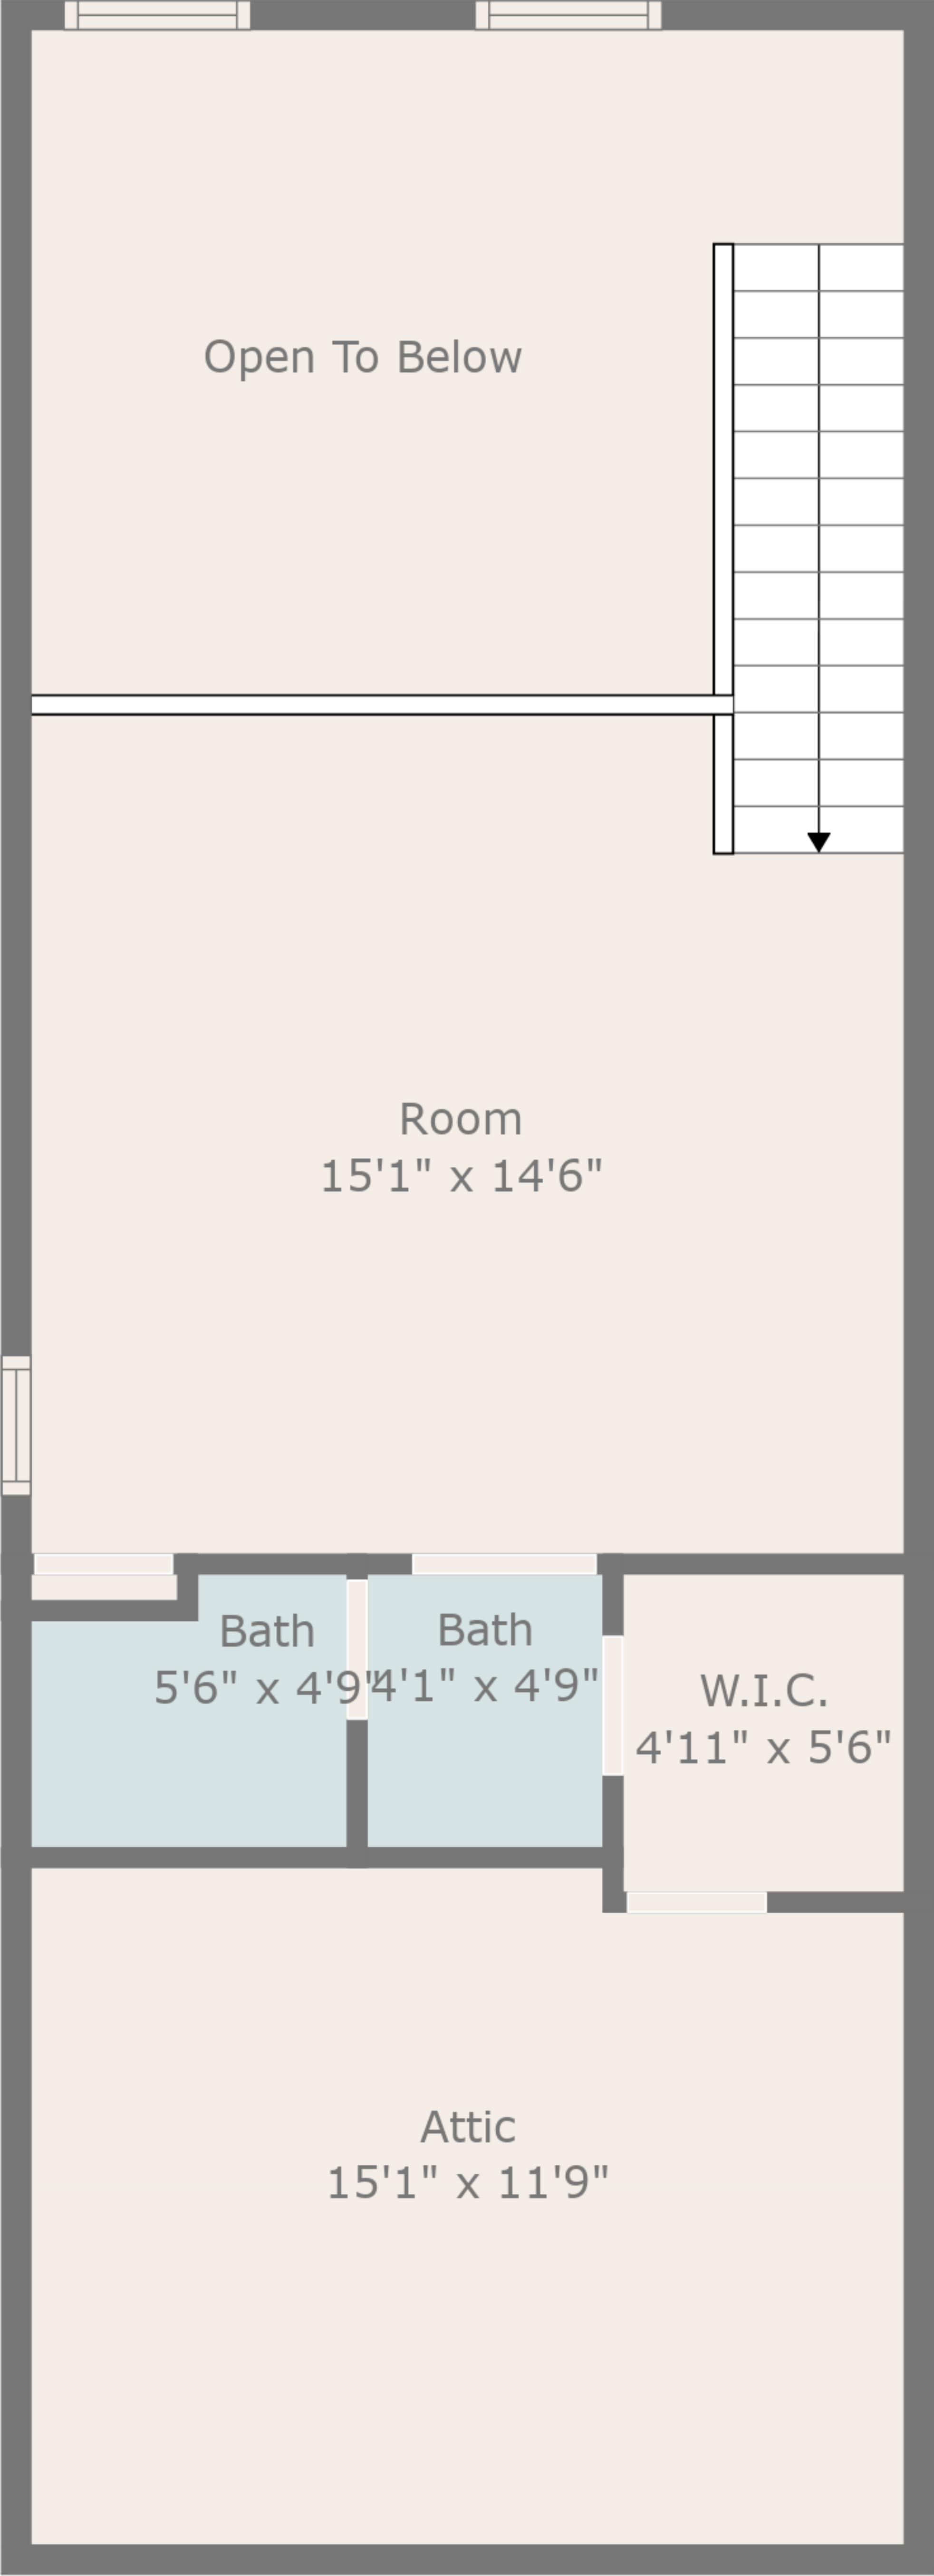 Open To Below
Room
15'1" x 14'6"
Bath
5'6" x 4'9"
Bath
4'1" x 4'9"
W.I.C.
4'11" x 5'6"
Attic
15'1" x 11'9"